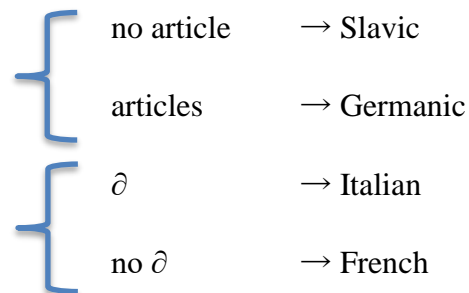 no article → Slavic
articles → Germanic
∂ → Italian
no ∂ → French